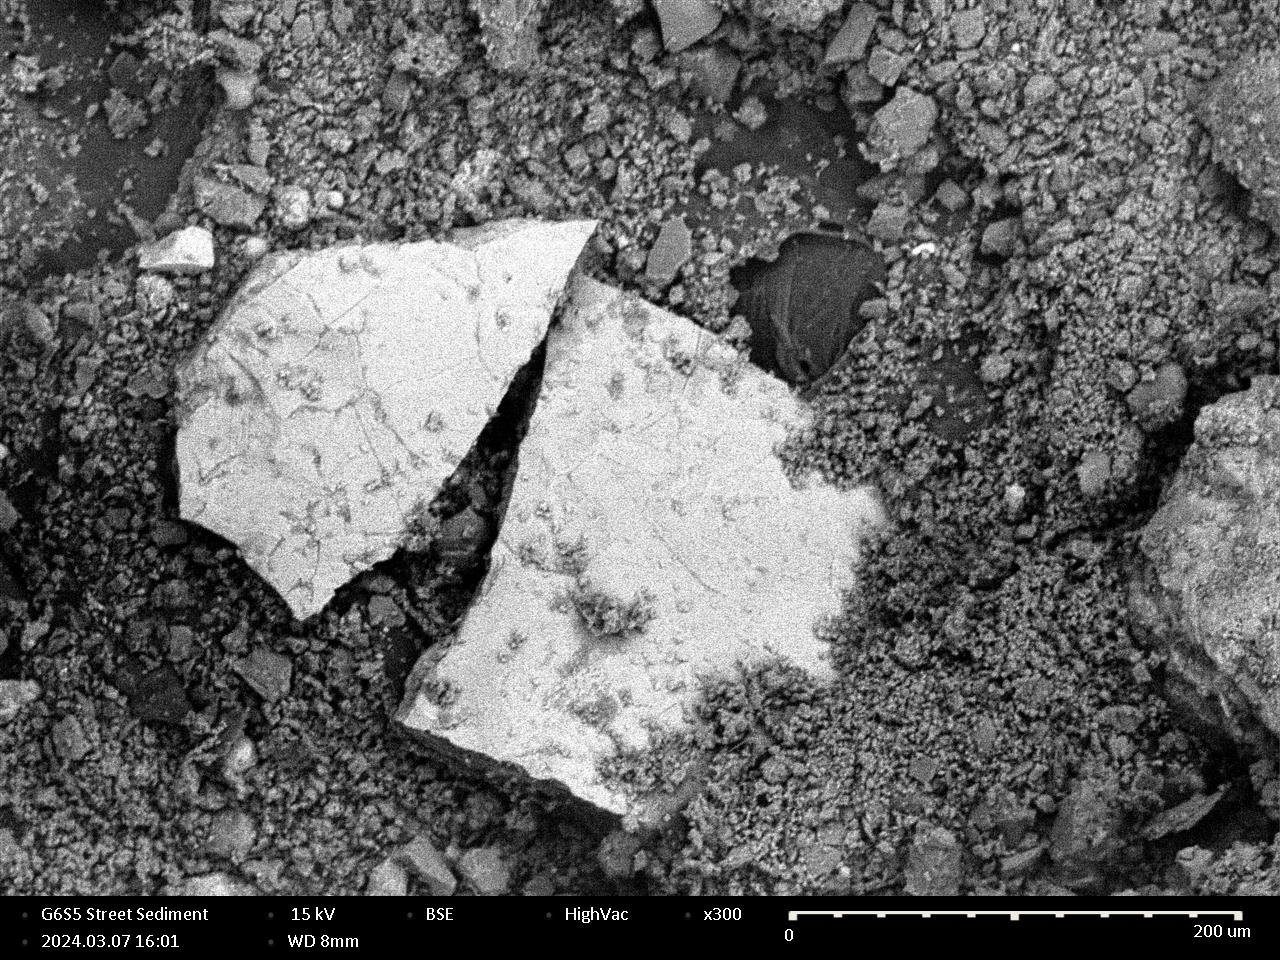 G6S5 Street Sediment 15 kV BSE HighVac x300
2024.03.07 16:01 WD 8mm
0 200 um